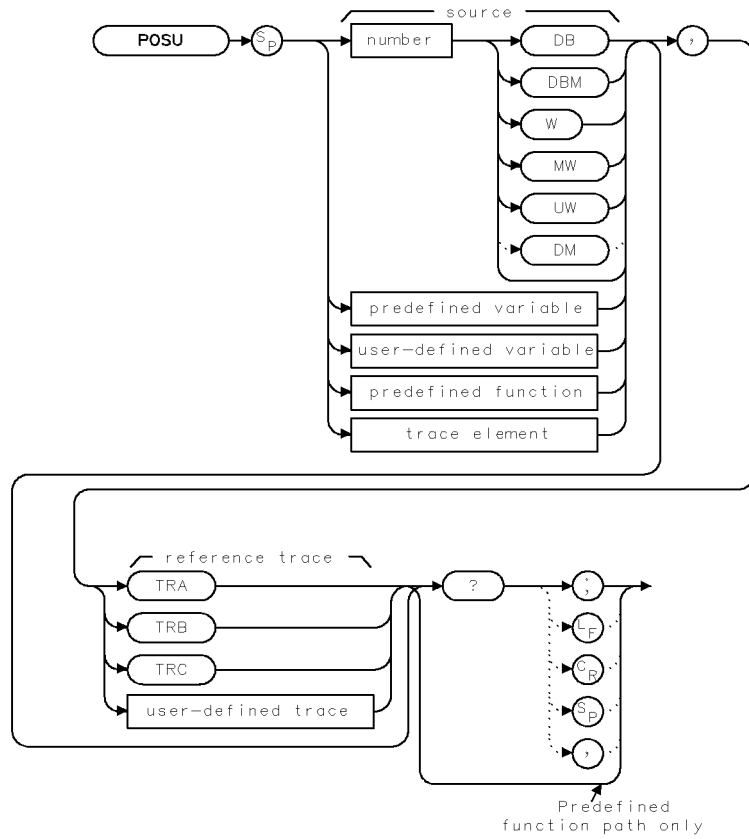 source
POSU
SP
number
DB
,
DBM
W
MW
UW
DM
predefined variable
user-defined variable
predefined function
trace element
reference trace
TRA
?
;
TRB
LF
TRC
CR
user-defined trace
SP
,
Predefined
function path only